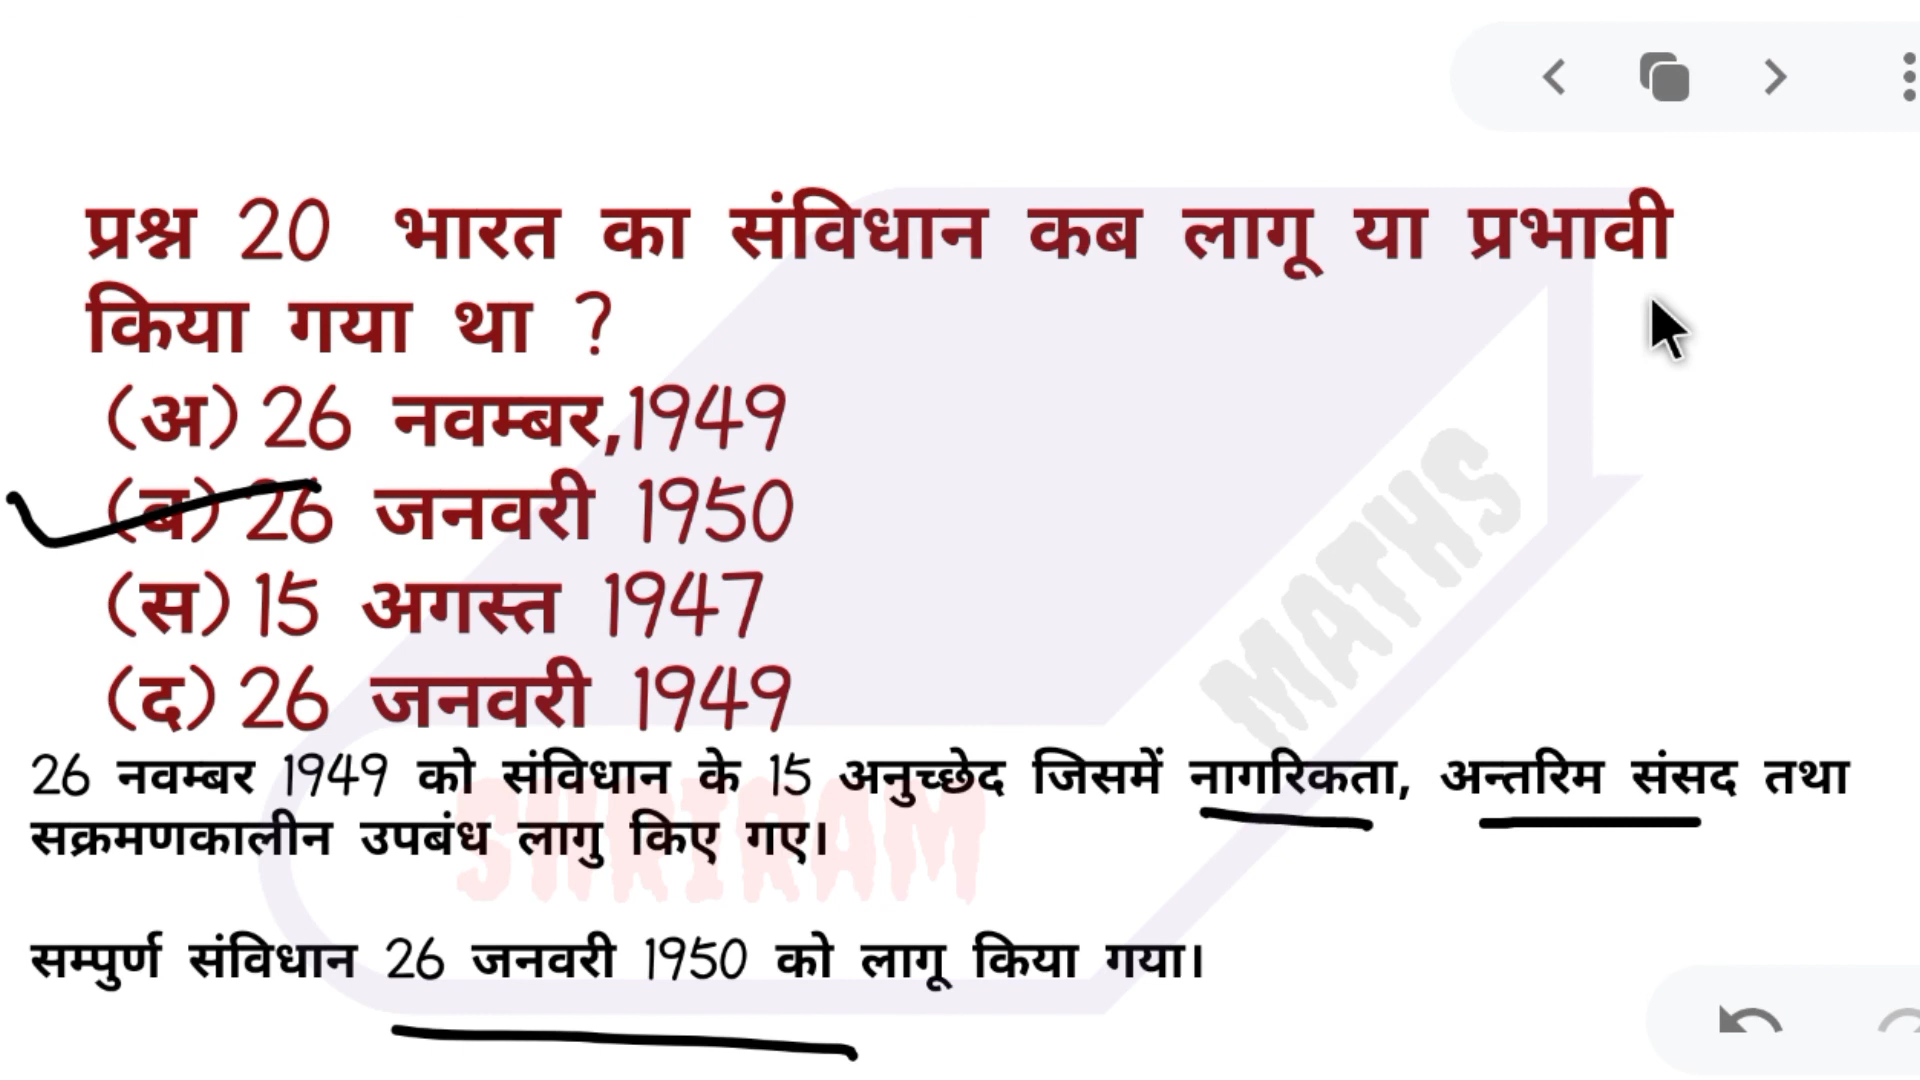 प्रश्न 20 भारत का संविधान कब लागू या प्रभावी
किया गया था ?
(अ) 26 नवम्बर,1949
(ब) 26 जनवरी 1950
(स) 15 अगस्त 1947
(द) 26 जनवरी 1949
26 नवम्बर 1949 को संविधान के 15 अनुच्छेद जिसमें नागरिकता, अन्तरिम संसद तथा
सक्रमणकालीन उपबंध लागु किए गए।
सम्पुर्ण संविधान 26 जनवरी 1950 को लागू किया गया।
MATHS
SHRIRAM